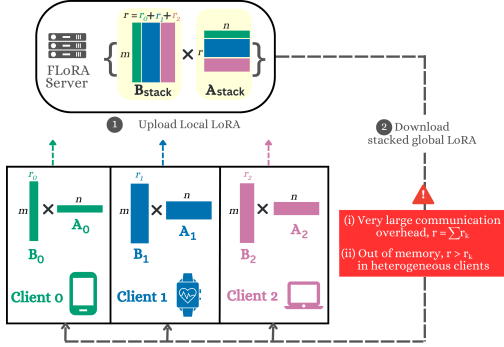 r = r0+r1+r2
n
m
×
r
Bstack
Astack
FLoRA
Server
1 Upload Local LoRA
2 Download
stacked global LoRA
r0
n
m
×
A0
B0
Client 0
r1
n
m
×
A1
B1
Client 1
r2
n
m
×
A2
B2
Client 2
!
(i) Very large communication
overhead, r = ∑rk
(ii) Out of memory, r > rk
in heterogeneous clients